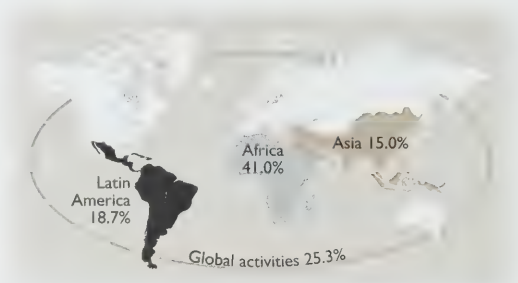 Africa
41.0%
Asia 15.0%
Latin
America
18.7%
Global activities 25.3%